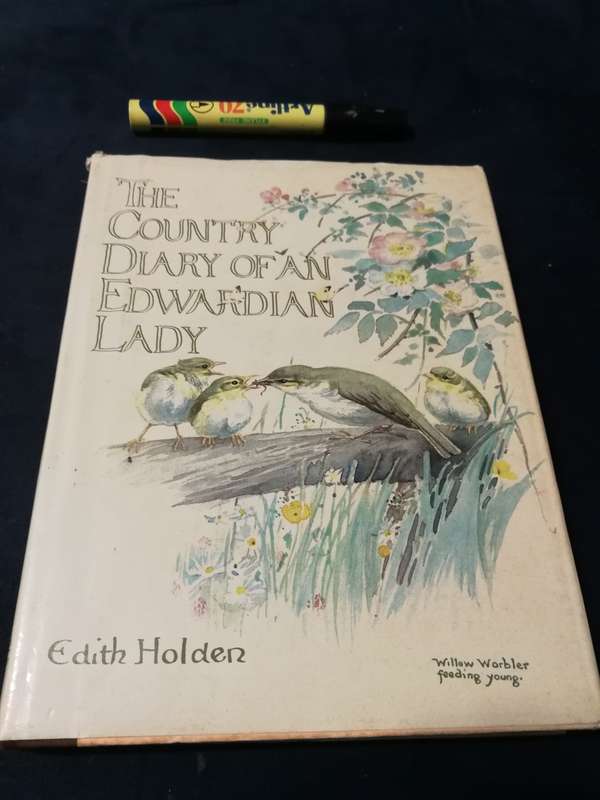 Artline 70
THE
COUNTRY
DIARY OF AN
EDWARDIAN
LADY
Edith Holden
Willow Warbler
feeding young.